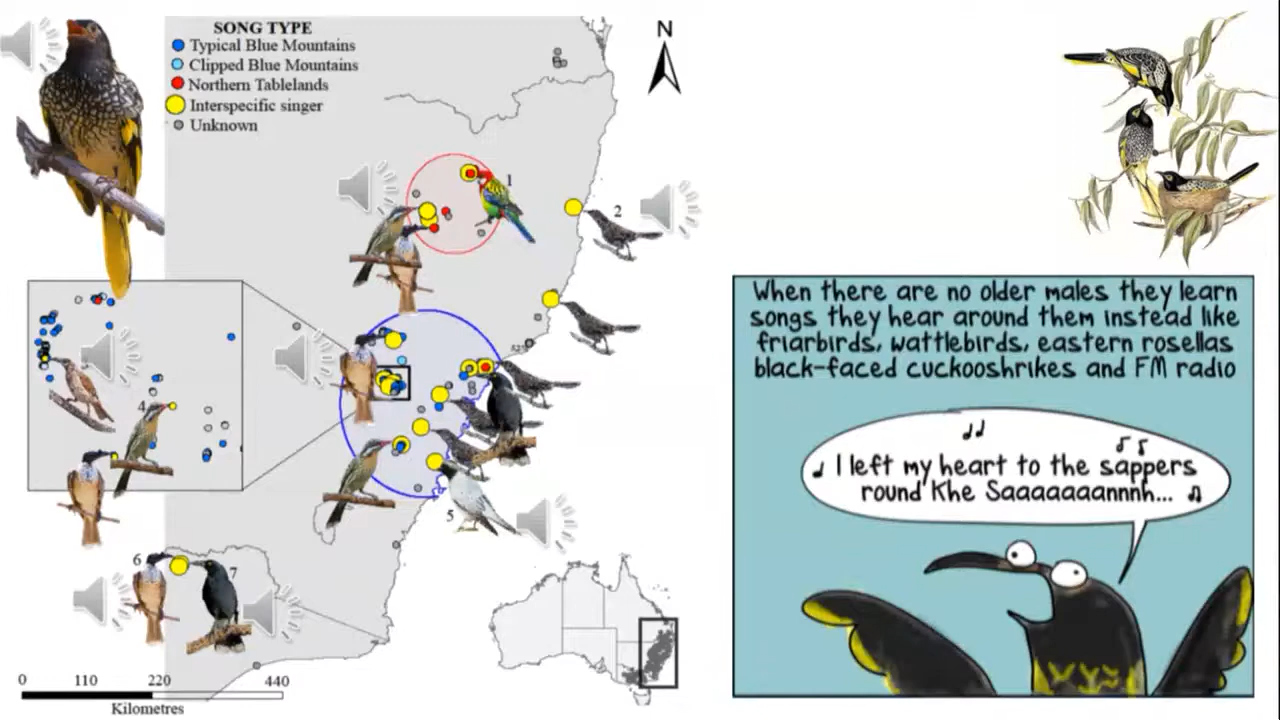 SONG TYPE
Typical Blue Mountains
Clipped Blue Mountains
Northern Tablelands
Interspecific singer
Unknown
N
1
2
4
5
6
7
0 110 220 440
Kilometres
When there are no older males they learn
songs they hear around them instead like
friarbirds, wattlebirds, eastern rosellas
black-faced cuckooshrikes and FM radio
I left my heart to the sappers
round Khe Saaaaaaannnh...